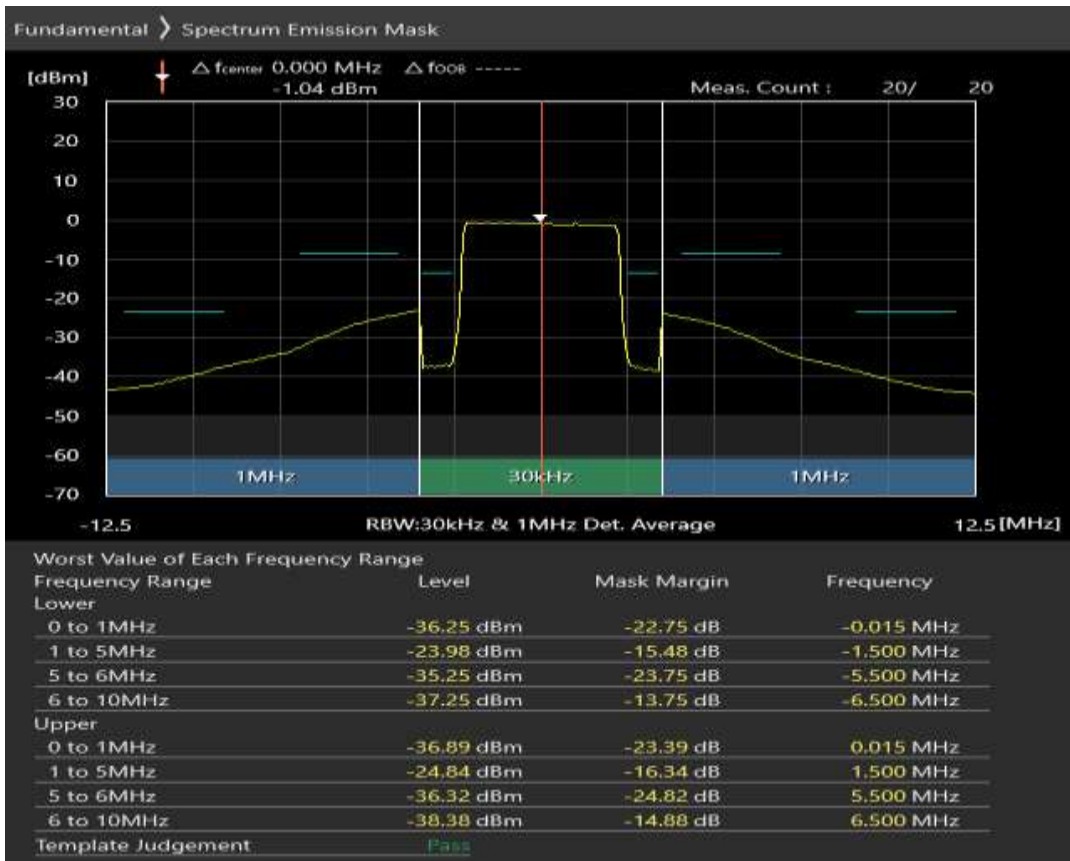 Fundamental ❭ Spectrum Emission Mask
[dBm] △ fcenter 0.000 MHz △ fOOB -----
-1.04 dBm Meas. Count : 20/ 20
30
20
10
0
-10
-20
-30
-40
-50
-60
-70
1MHz 30kHz 1MHz
-12.5 RBW:30kHz & 1MHz Det. Average 12.5 [MHz]
Worst Value of Each Frequency Range
Frequency Range Level Mask Margin Frequency
Lower
0 to 1MHz -36.25 dBm -22.75 dB -0.015 MHz
1 to 5MHz -23.98 dBm -15.48 dB -1.500 MHz
5 to 6MHz -35.25 dBm -23.75 dB -5.500 MHz
6 to 10MHz -37.25 dBm -13.75 dB -6.500 MHz
Upper
0 to 1MHz -36.89 dBm -23.39 dB 0.015 MHz
1 to 5MHz -24.84 dBm -16.34 dB 1.500 MHz
5 to 6MHz -36.32 dBm -24.82 dB 5.500 MHz
6 to 10MHz -38.38 dBm -14.88 dB 6.500 MHz
Template Judgement Pass